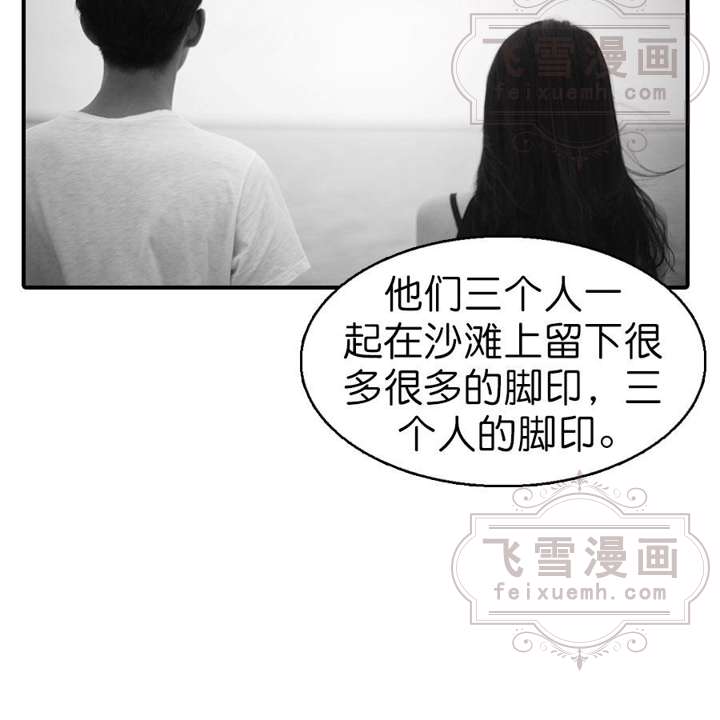 飞雪漫画
feixuemh.com
他们三个人一
起在沙滩上留下很
多很多的脚印，三
个人的脚印。
飞雪漫画
feixuemh.com